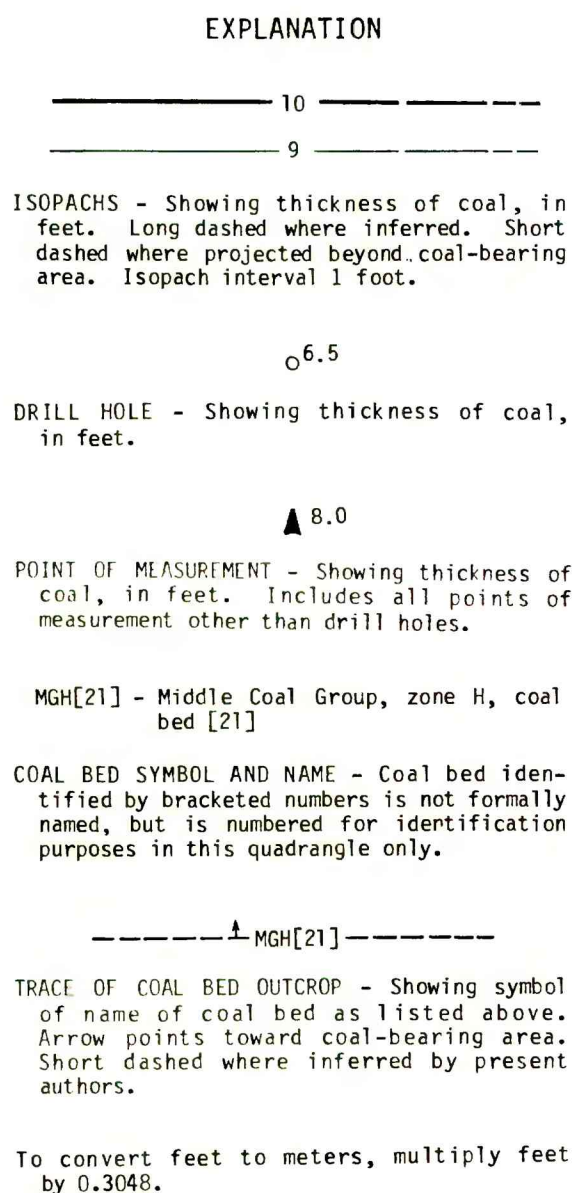 EXPLANATION
10
9
ISOPACHS - Showing thickness of coal, in
feet. Long dashed where inferred. Short
dashed where projected beyond coal-bearing
area. Isopach interval 1 foot.
6.5
DRILL HOLE - Showing thickness of coal,
in feet.
8.0
POINT OF MEASUREMENT - Showing thickness of
coal, in feet. Includes all points of
measurement other than drill holes.
MGH[21] - Middle Coal Group, zone H, coal
bed [21]
COAL BED SYMBOL AND NAME - Coal bed iden-
tified by bracketed numbers is not formally
named, but is numbered for identification
purposes in this quadrangle only.
MGH[21]
TRACE OF COAL BED OUTCROP - Showing symbol
of name of coal bed as listed above.
Arrow points toward coal-bearing area.
Short dashed where inferred by present
authors.
To convert feet to meters, multiply feet
by 0.3048.